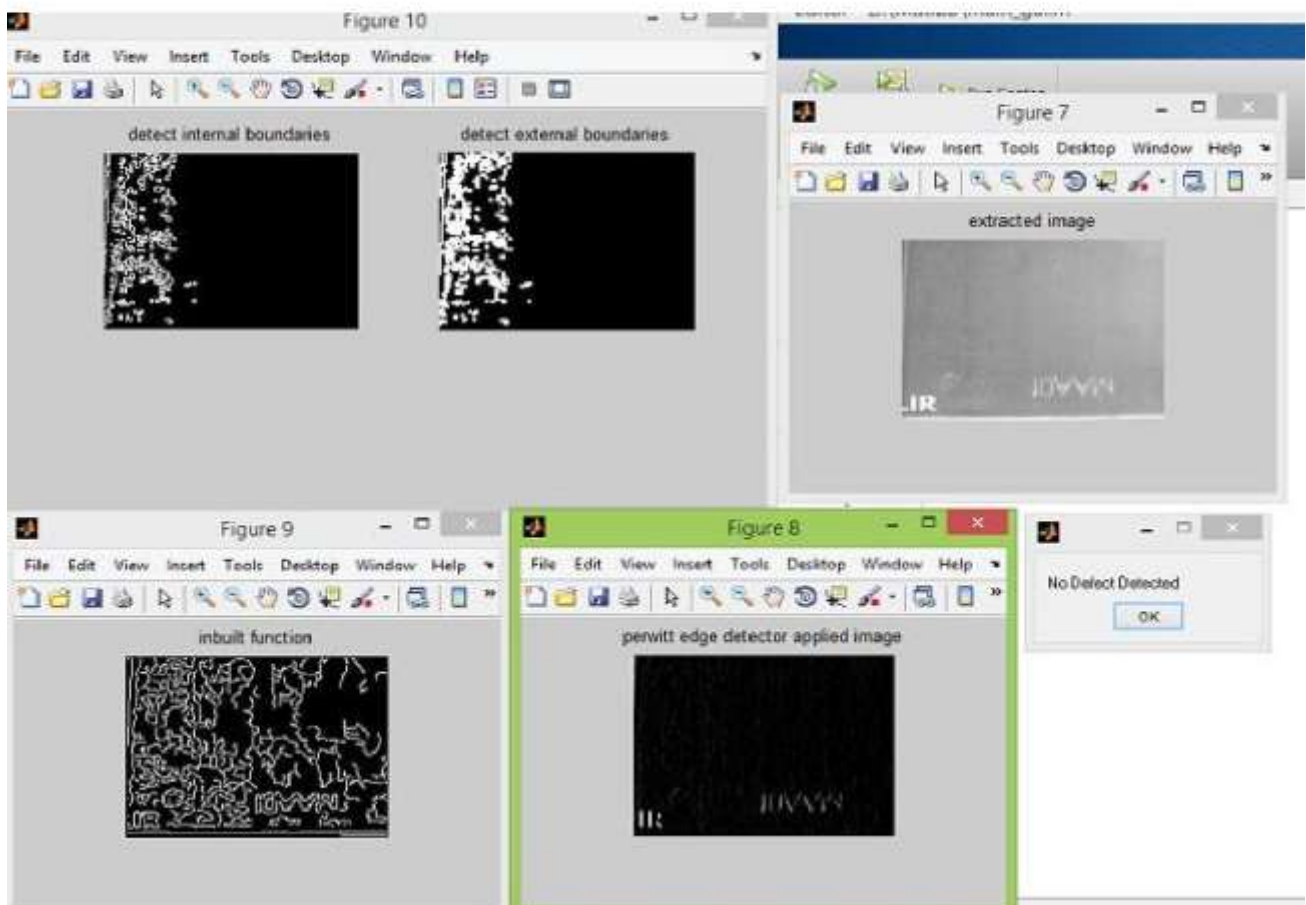 Figure 10
File Edit View Insert Tools Desktop Window Help
detect internal boundaries
detect external boundaries
Figure 7
File Edit View Insert Tools Desktop Window Help
extracted image
IR
Figure 9
File Edit View Insert Tools Desktop Window Help
inbuilt function
IR
Figure 8
File Edit View Insert Tools Desktop Window Help
perwitt edge detector applied image
IR
No Defect Detected
OK